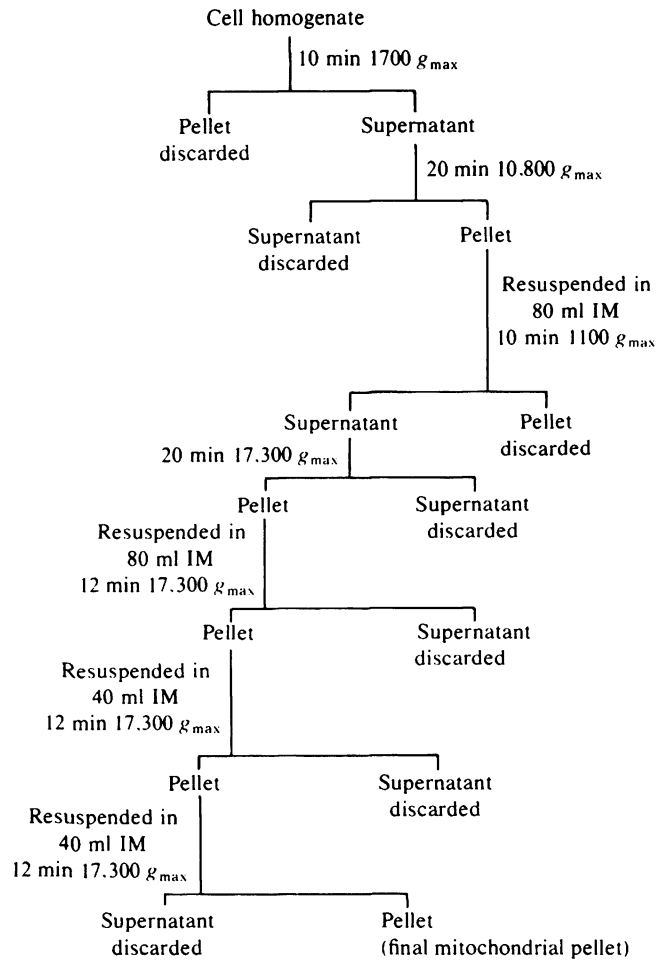 Cell homogenate
10 min 1700 gmax
Pellet
discarded
Supernatant
20 min 10.800 gmax
Supernatant
discarded
Pellet
Resuspended in
80 ml IM
10 min 1100 gmax
Supernatant
Pellet
discarded
20 min 17.300 gmax
Pellet
Supernatant
discarded
Resuspended in
80 ml IM
12 min 17.300 gmax
Pellet
Supernatant
discarded
Resuspended in
40 ml IM
12 min 17.300 gmax
Pellet
Supernatant
discarded
Resuspended in
40 ml IM
12 min 17.300 gmax
Supernatant
discarded
Pellet
(final mitochondrial pellet)